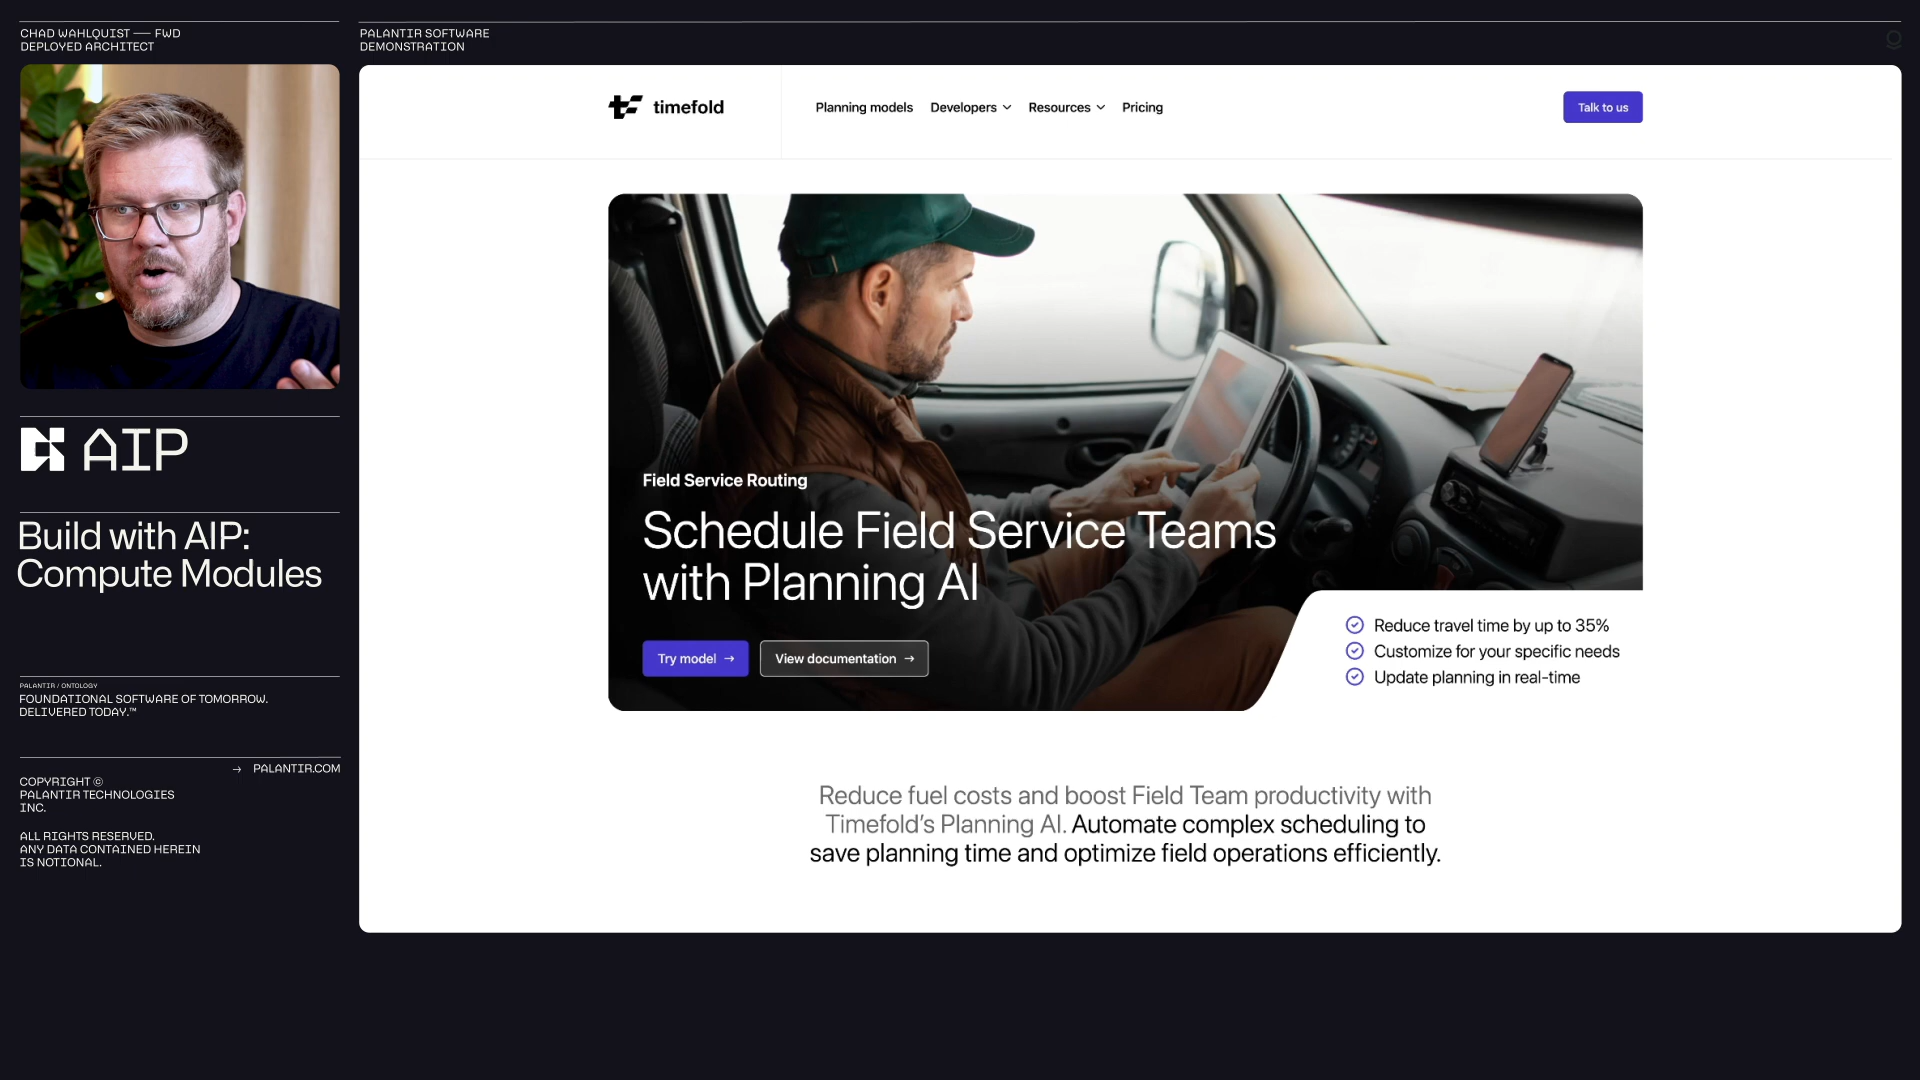 CHAD WAHLQUIST — FWD
DEPLOYED ARCHITECT
AIP
Build with AIP:
Compute Modules
PALANTIR / ONTOLOGY
FOUNDATIONAL SOFTWARE OF TOMORROW.
DELIVERED TODAY.™
→ PALANTIR.COM
COPYRIGHT ©
PALANTIR TECHNOLOGIES
INC.
ALL RIGHTS RESERVED.
ANY DATA CONTAINED HEREIN
IS NOTIONAL.
PALANTIR SOFTWARE
DEMONSTRATION
timefold
Planning models Developers Resources Pricing
Talk to us
Field Service Routing
Schedule Field Service Teams
with Planning AI
Try model → View documentation →
Reduce travel time by up to 35%
Customize for your specific needs
Update planning in real-time
Reduce fuel costs and boost Field Team productivity with
Timefold’s Planning AI. Automate complex scheduling to
save planning time and optimize field operations efficiently.